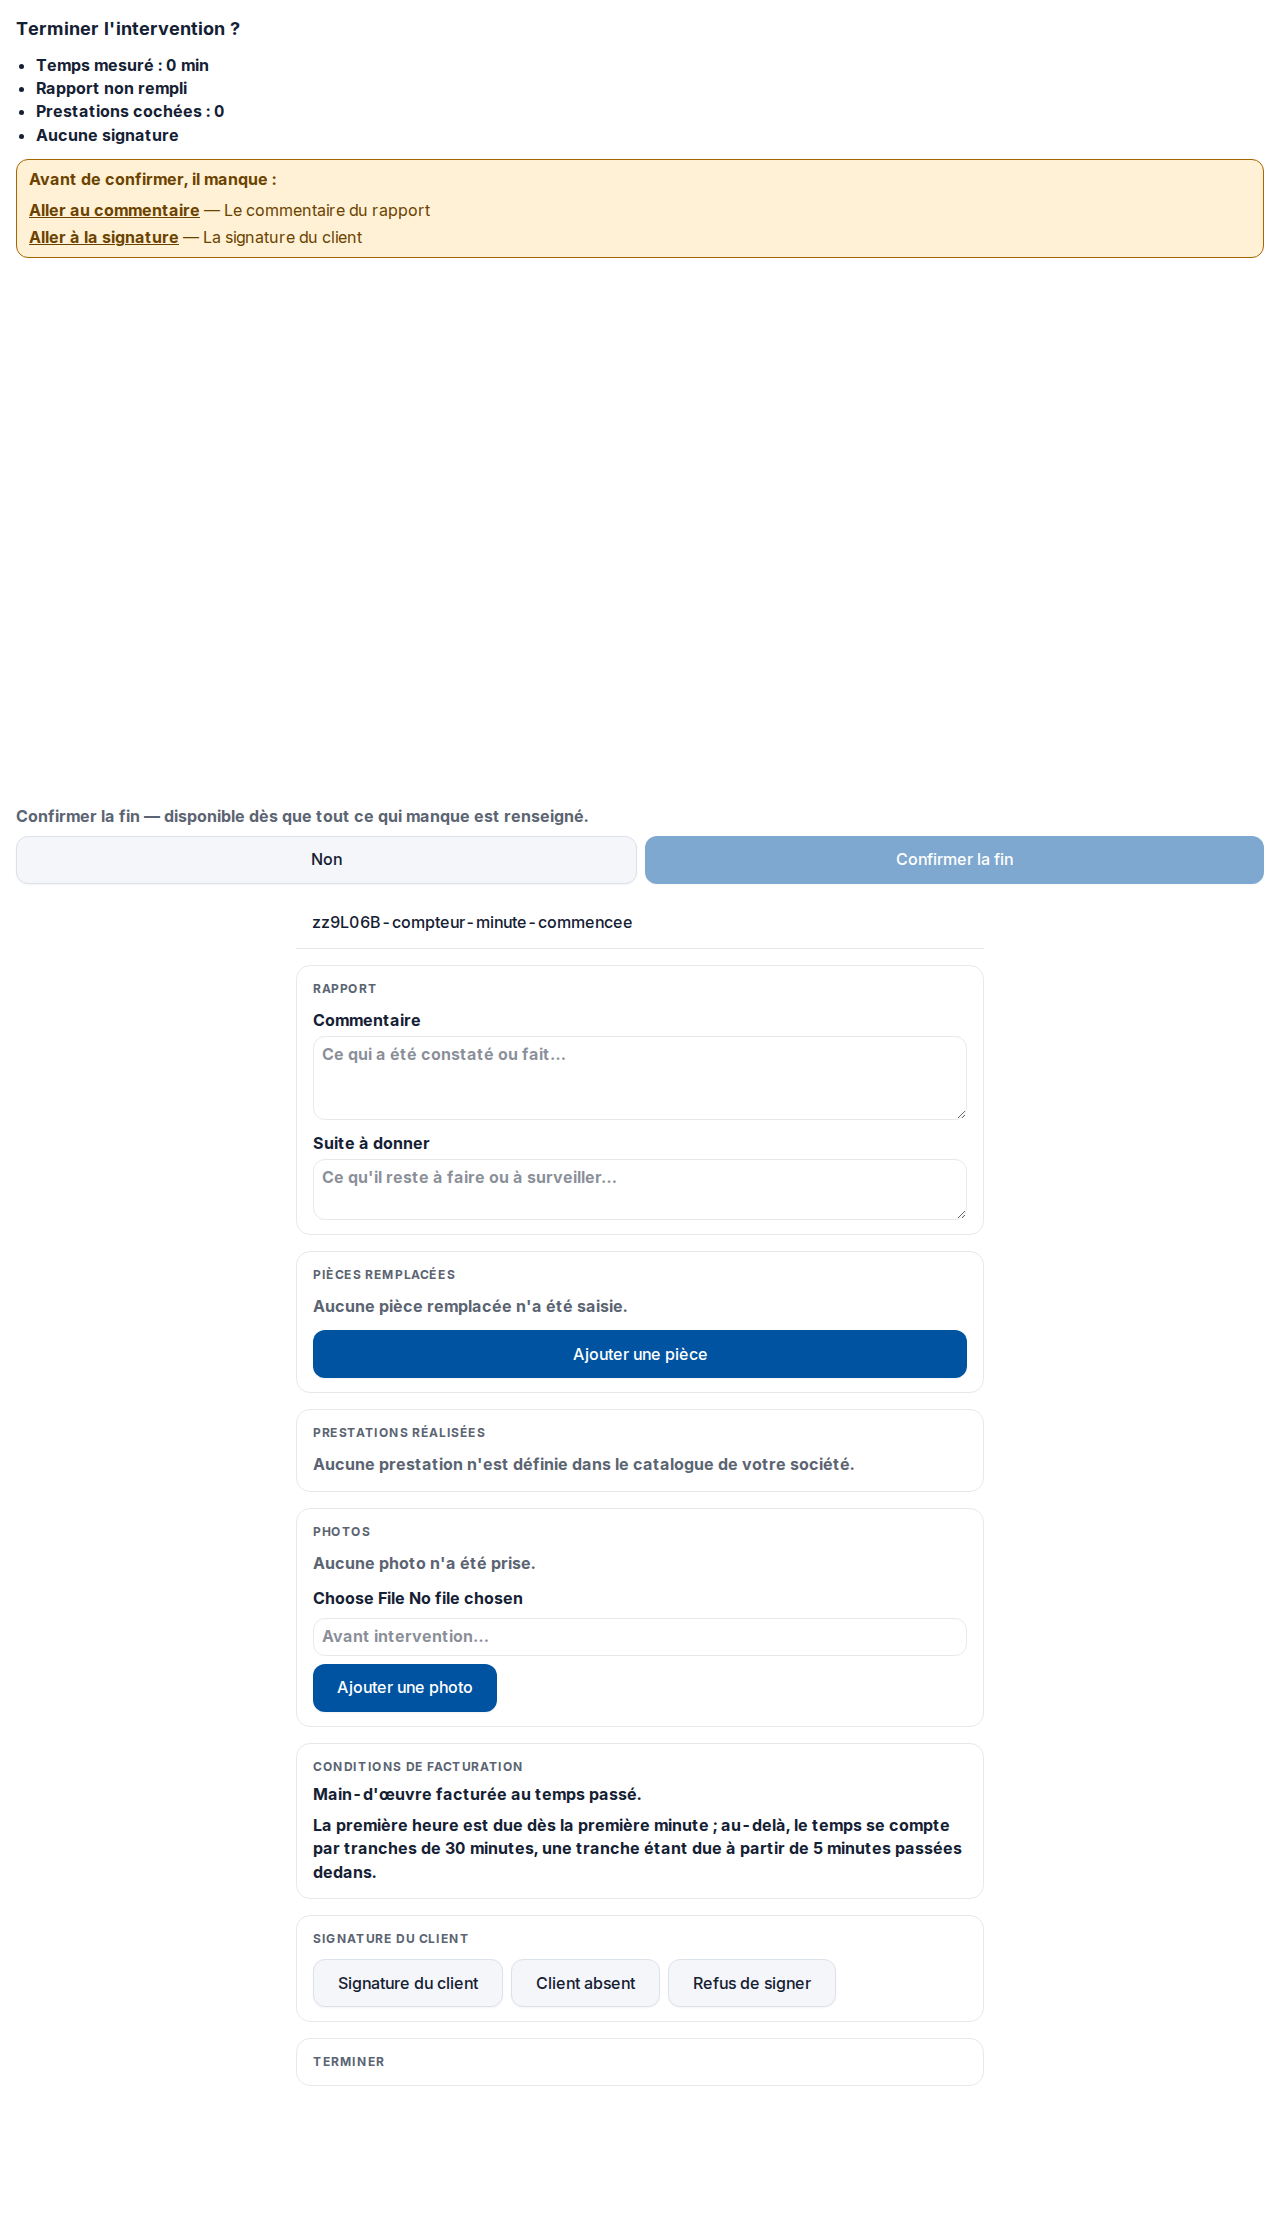 Terminer l'intervention ?
Temps mesuré : 0 min
Rapport non rempli
Prestations cochées : 0
Aucune signature
Avant de confirmer, il manque :
Aller au commentaire — Le commentaire du rapport
Aller à la signature — La signature du client
Confirmer la fin — disponible dès que tout ce qui manque est renseigné.
Non
Confirmer la fin
zz9L06B-compteur-minute-commencee
RAPPORT
Commentaire
Ce qui a été constaté ou fait…
Suite à donner
Ce qu'il reste à faire ou à surveiller…
PIÈCES REMPLACÉES
Aucune pièce remplacée n'a été saisie.
Ajouter une pièce
PRESTATIONS RÉALISÉES
Aucune prestation n'est définie dans le catalogue de votre société.
PHOTOS
Aucune photo n'a été prise.
Choose File No file chosen
Avant intervention…
Ajouter une photo
CONDITIONS DE FACTURATION
Main-d'œuvre facturée au temps passé.
La première heure est due dès la première minute ; au-delà, le temps se compte
par tranches de 30 minutes, une tranche étant due à partir de 5 minutes passées
dedans.
SIGNATURE DU CLIENT
Signature du client
Client absent
Refus de signer
TERMINER